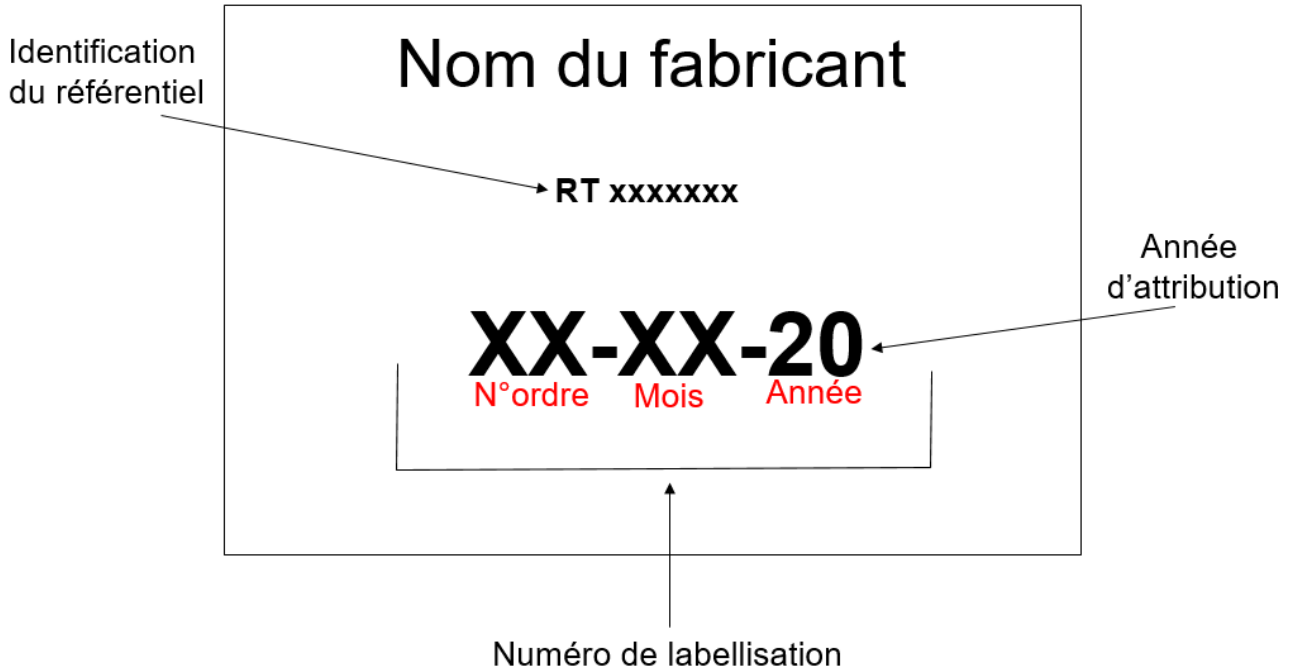 Identification
du référentiel
Nom du fabricant
RT xxxxxxx
Année
d'attribution
XX-XX-20
N°ordre Mois Année
Numéro de labellisation